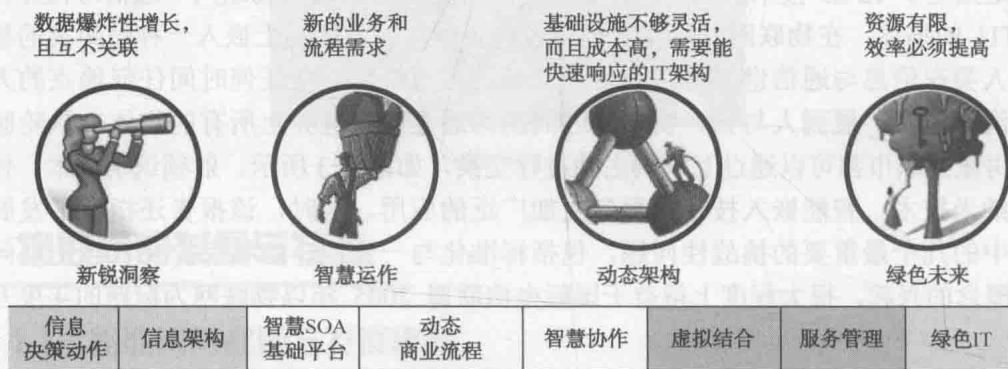 数据爆炸性增长，
且互不关联
新的业务和
流程需求
基础设施不够灵活，
而且成本高，需要能
快速响应的IT架构
资源有限，
效率必须提高
新锐洞察
智慧运作
动态架构
绿色未来
信息
决策动作
信息架构
智慧SOA
基础平台
动态
商业流程
智慧协作
虚拟结合
服务管理
绿色IT